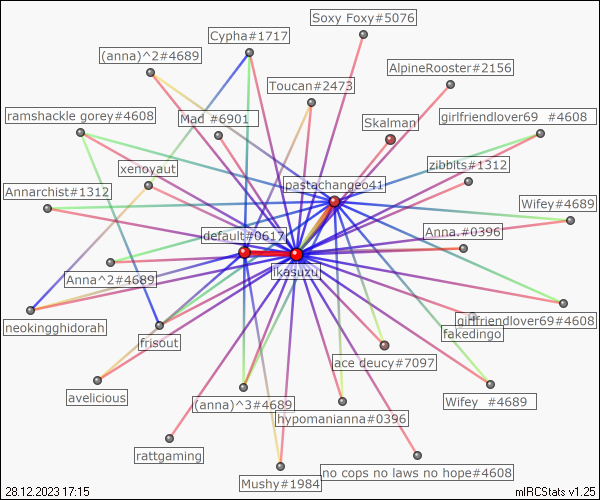 Soxy Foxy#5076
Cypha#1717
(anna)^2#4689
AlpineRooster#2156
Toucan#2473
ramshackle gorey#4608
Mad #6901
Skalman
girlfriendlover69 #4608
xenoyaut
zibbits#1312
pastachangeo41
Annarchist#1312
Wifey#4689
default#0617
Anna.#0396
ikasuzu
Anna^2#4689
neokingghidorah
girlfriendlover69#4608
fakedingo
frisout
ace deucy#7097
avelicious
(anna)^3#4689
Wifey #4689
hypomanianna#0396
rattgaming
no cops no laws no hope#4608
Mushy#1984
28.12.2023 17:15
mIRCStats v1.25